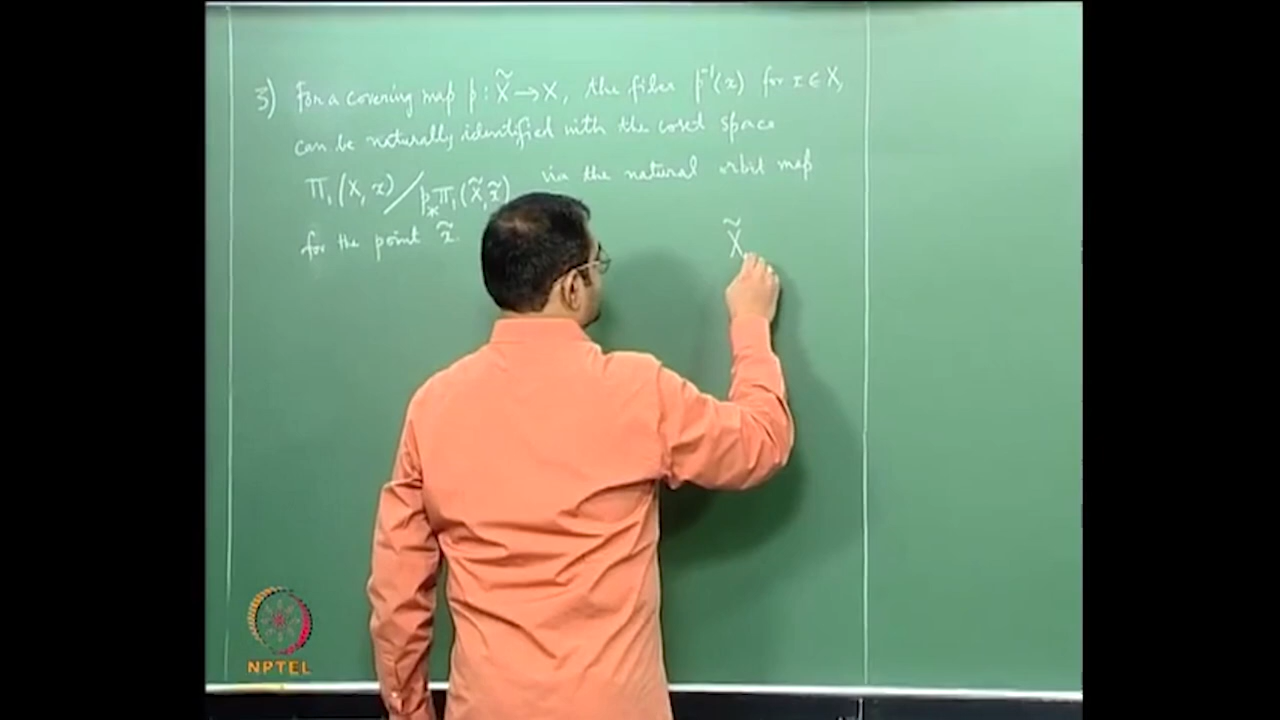 3) For a covering map p : X̃ → X, the fiber p⁻¹(x) for x ∈ X,
can be naturally identified with the coset space
Π₁(X, x) / p_* Π₁(X̃, x̃) via the natural orbit map
for the point x̃.
X̃
NPTEL